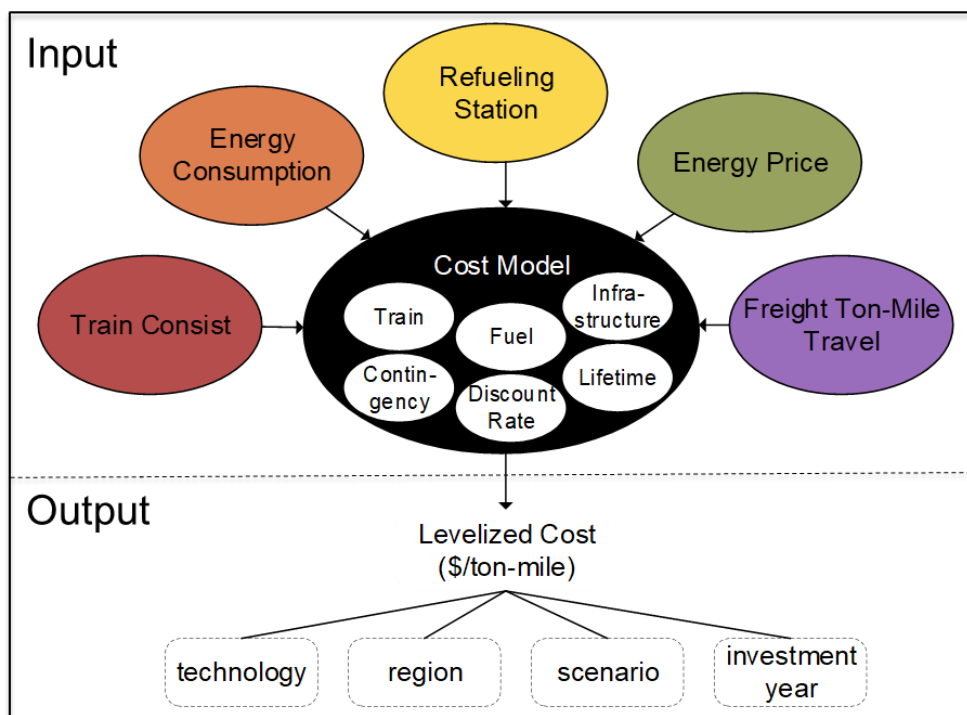 Input
Refueling
Station
Energy
Consumption
Energy Price
Train Consist
Freight Ton-Mile
Travel
Cost Model
Train
Fuel
Infra-
structure
Contin-
gency
Discount
Rate
Lifetime
Output
Levelized Cost
($/ton-mile)
technology
region
scenario
investment
year